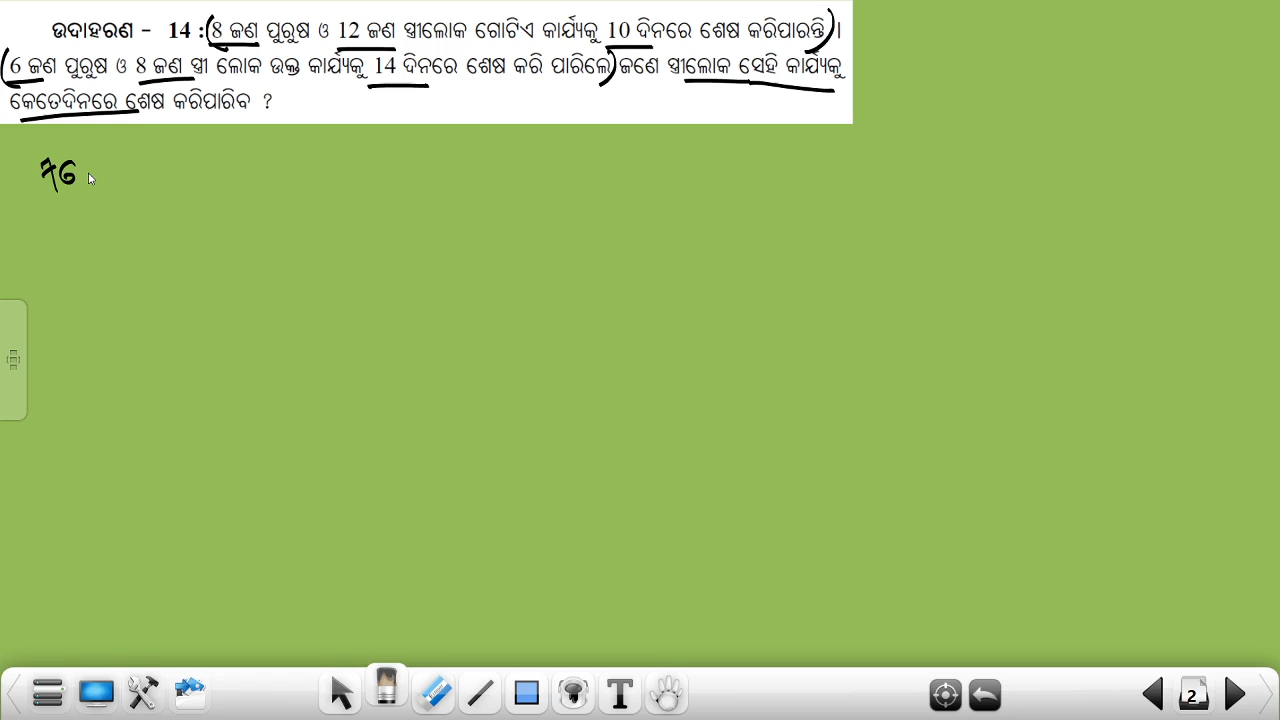 ଉଦାହରଣ - 14 : 8 ଜଣ ପୁରୁଷ ଓ 12 ଜଣ ସ୍ତ୍ରୀଲୋକ ଗୋଟିଏ କାର୍ଯ୍ୟକୁ 10 ଦିନରେ ଶେଷ କରିପାରନ୍ତି ।
6 ଜଣ ପୁରୁଷ ଓ 8 ଜଣ ସ୍ତ୍ରୀ ଲୋକ ଉକ୍ତ କାର୍ଯ୍ୟକୁ 14 ଦିନରେ ଶେଷ କରି ପାରିଲେ ଜଣେ ସ୍ତ୍ରୀଲୋକ ସେହି କାର୍ଯ୍ୟକୁ
କେତେଦିନରେ ଶେଷ କରିପାରିବ ?
2